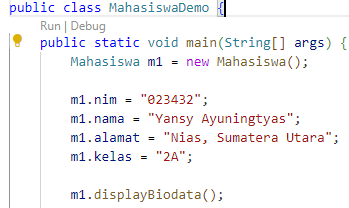 public class MahasiswaDemo {
Run | Debug
public static void main(String[] args) {
Mahasiswa m1 = new Mahasiswa();
m1.nim = "023432";
m1.nama = "Yansy Ayuningtyas";
m1.alamat = "Nias, Sumatera Utara";
m1.kelas = "2A";
m1.displayBiodata();